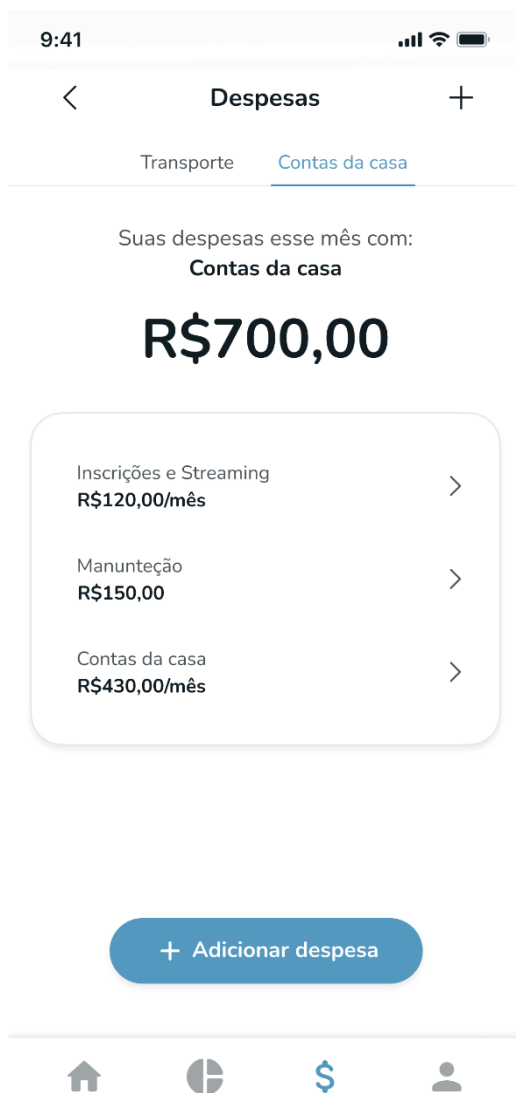 9:41
Despesas
Transporte Contas da casa
Suas despesas esse mês com:
Contas da casa
R$700,00
Inscrições e Streaming
R$120,00/mês
Manunteção
R$150,00
Contas da casa
R$430,00/mês
+ Adicionar despesa
$